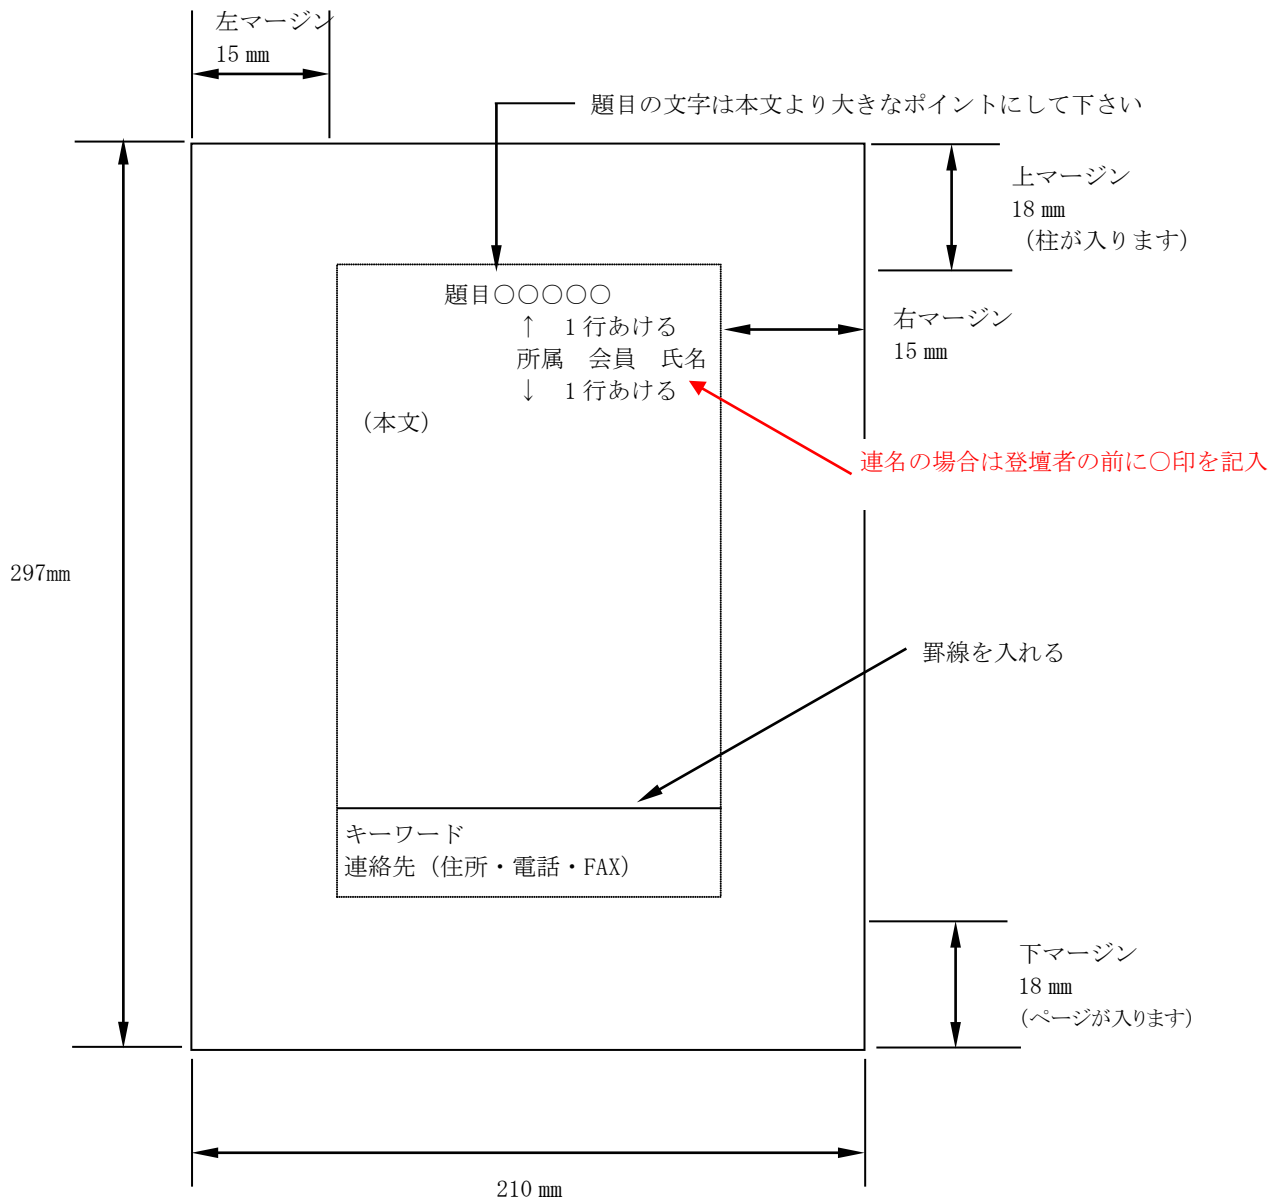 左マージン
15 mm
題目の文字は本文より大きなポイントにして下さい
上マージン
18 mm
（柱が入ります）
題目○○○○○
↑　1 行あける
所属　会員　氏名
↓　1 行あける
（本文）
右マージン
15 mm
連名の場合は登壇者の前に○印を記入
297mm
罫線を入れる
キーワード
連絡先（住所・電話・FAX）
下マージン
18 mm
（ページが入ります）
210 mm